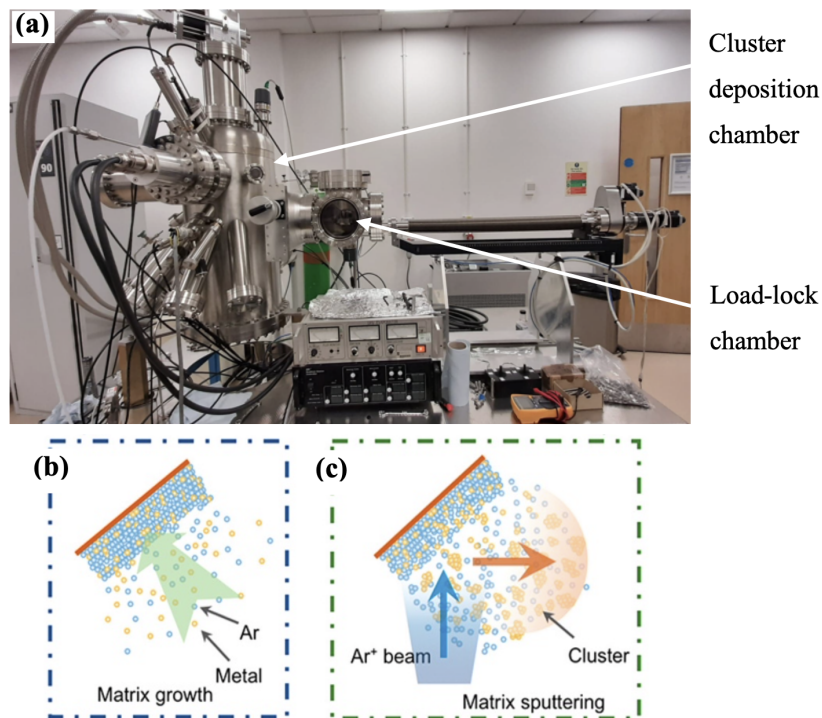 (a)
Cluster
deposition
chamber
90
Load-lock
chamber
(b)
Ar
Metal
Matrix growth
(c)
Ar⁺ beam
Cluster
Matrix sputtering